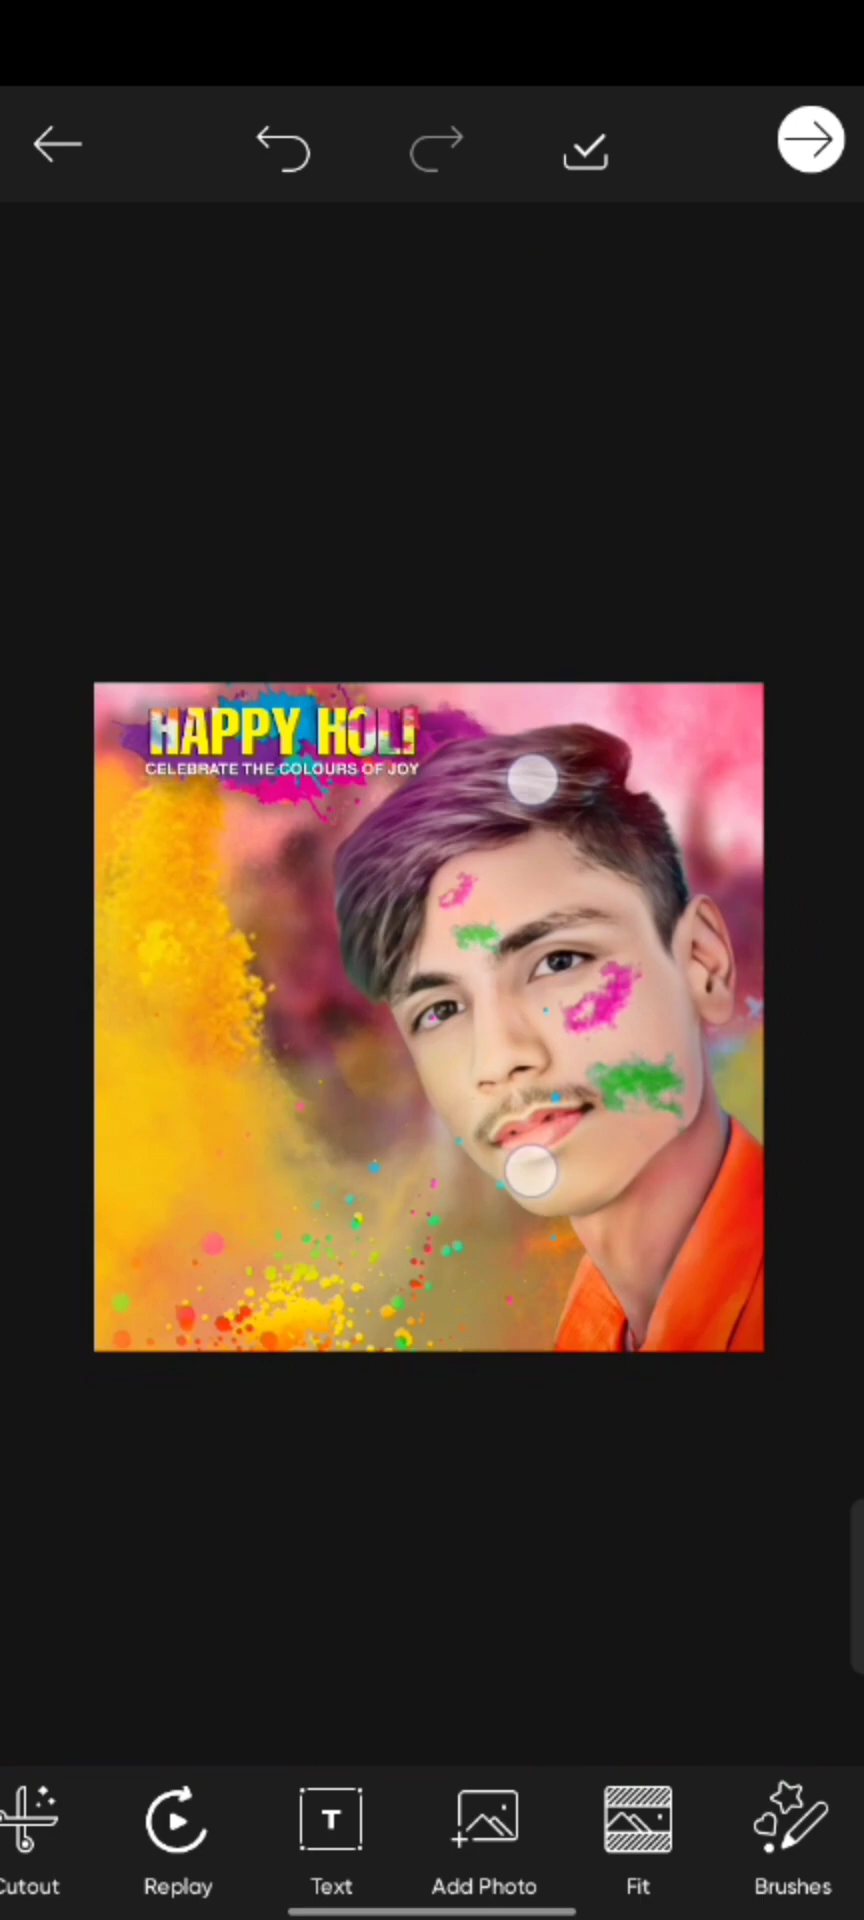 HAPPY HOLI
CELEBRATE THE COLOURS OF JOY
Cutout
Replay
T
Text
Add Photo
Fit
Brushes